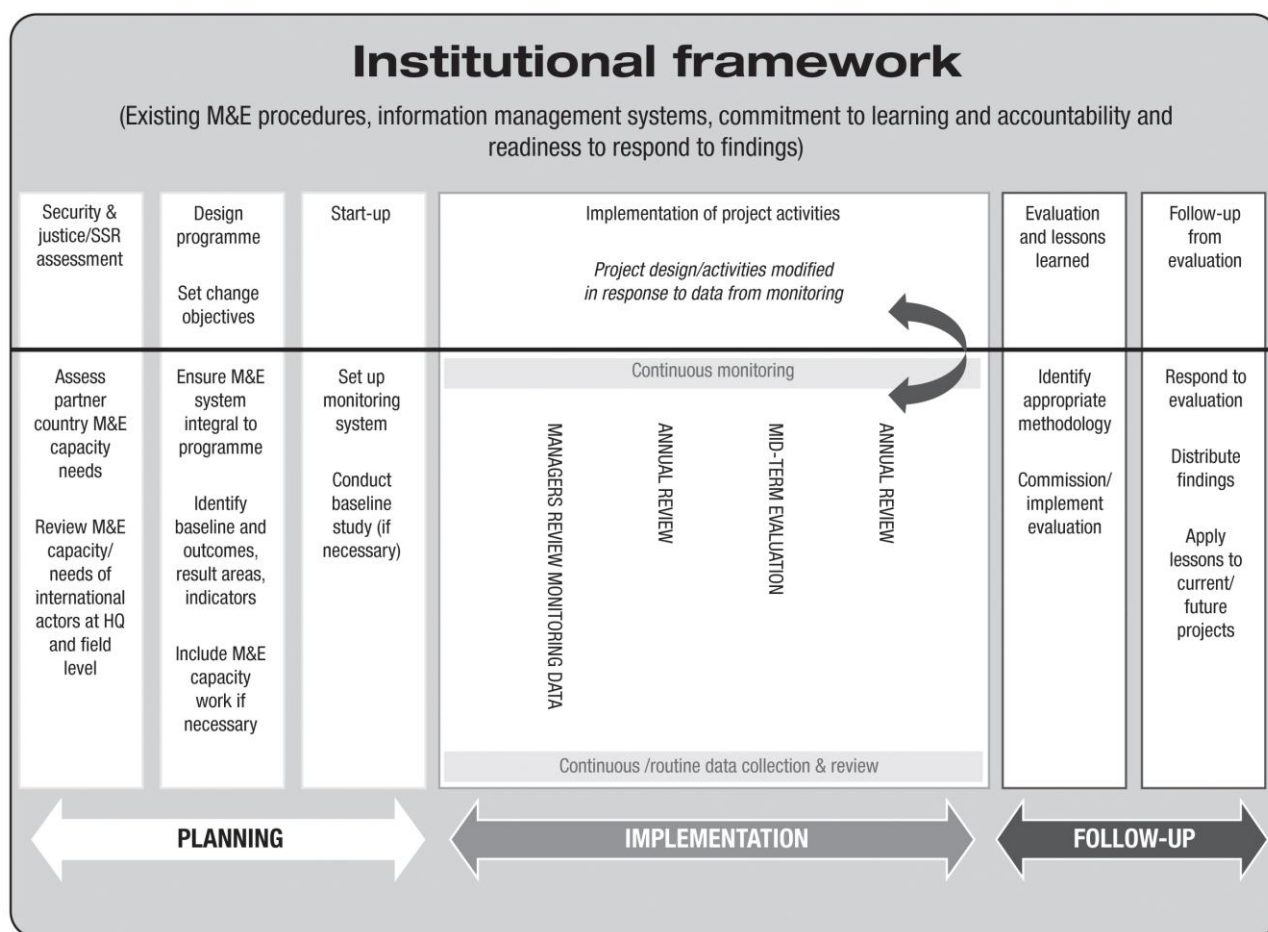 Institutional framework
(Existing M&E procedures, information management systems, commitment to learning and accountability and
readiness to respond to findings)
Security &
justice/SSR
assessment
Design
programme
Set change
objectives
Start-up
Implementation of project activities
Project design/activities modified
in response to data from monitoring
Evaluation
and lessons
learned
Follow-up
from
evaluation
Assess
partner
country M&E
capacity
needs
Review M&E
capacity/
needs of
international
actors at HQ
and field
level
Ensure M&E
system
integral to
programme
Identify
baseline and
outcomes,
result areas,
indicators
Include M&E
capacity
work if
necessary
Set up
monitoring
system
Conduct
baseline
study (if
necessary)
Continuous monitoring
MANAGERS REVIEW MONITORING DATA
ANNUAL REVIEW
MID-TERM EVALUATION
ANNUAL REVIEW
Continuous /routine data collection & review
Identify
appropriate
methodology
Commission/
implement
evaluation
Respond to
evaluation
Distribute
findings
Apply
lessons to
current/
future
projects
PLANNING
IMPLEMENTATION
FOLLOW-UP